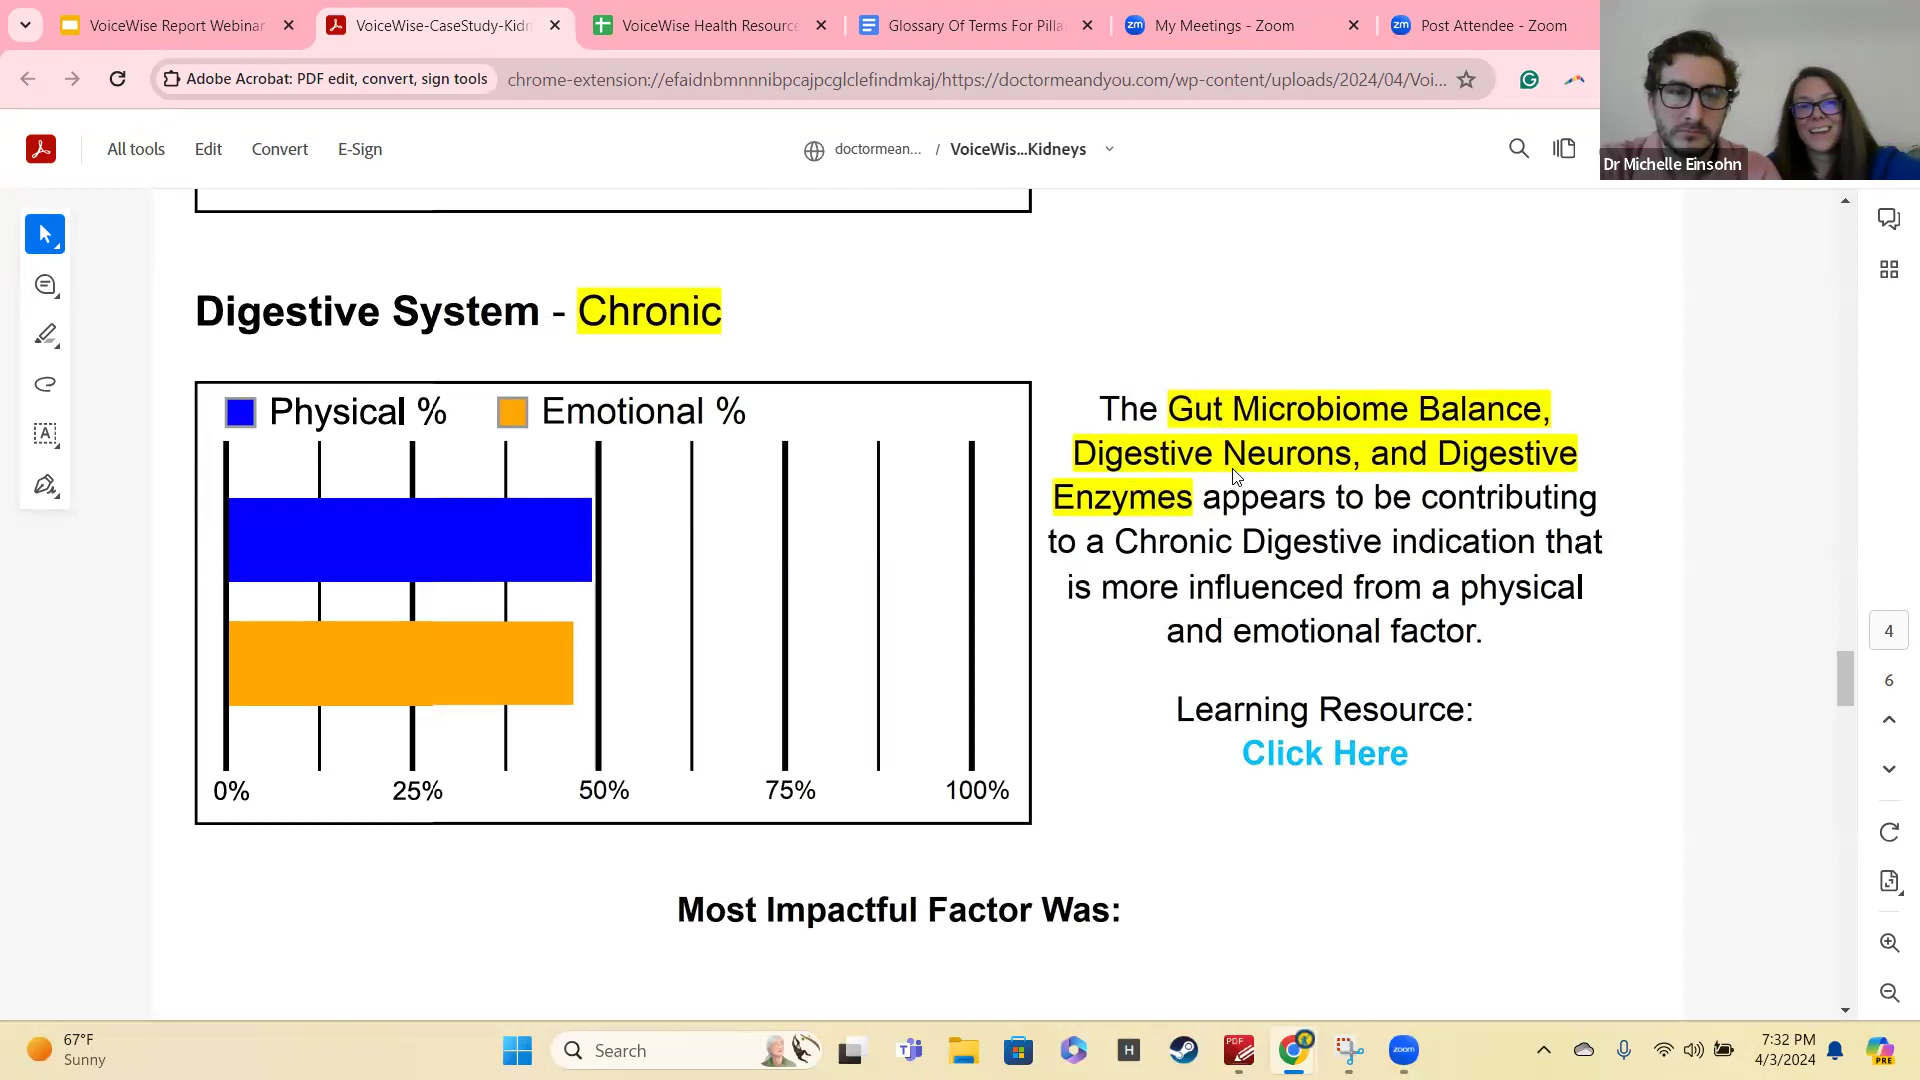 VoiceWise Report Webinar
VoiceWise-CaseStudy-Kidn
VoiceWise Health Resource
Glossary Of Terms For Pilla
zm
My Meetings - Zoom
zm
Post Attendee - Zoom
Adobe Acrobat: PDF edit, convert, sign tools
chrome-extension://efaidnbmnnnibpcajpcglclefindmkaj/https://doctormeandyou.com/wp-content/uploads/2024/04/Voi...
Dr Michelle Einsohn
All tools
Edit
Convert
E-Sign
doctormean...
/
VoiceWis...Kidneys
Digestive System - Chronic
Physical %
Emotional %
0%
25%
50%
75%
100%
The Gut Microbiome Balance,
Digestive Neurons, and Digestive
Enzymes appears to be contributing
to a Chronic Digestive indication that
is more influenced from a physical
and emotional factor.
Learning Resource:
Click Here
Most Impactful Factor Was:
4
6
67°F
Sunny
Search
H
PDF
zoom
7:32 PM
4/3/2024
PRE